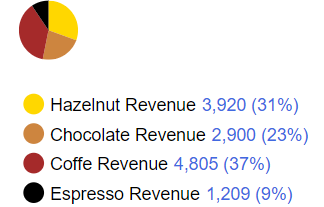 Hazelnut Revenue 3,920 (31%)
Chocolate Revenue 2,900 (23%)
Coffe Revenue 4,805 (37%)
Espresso Revenue 1,209 (9%)